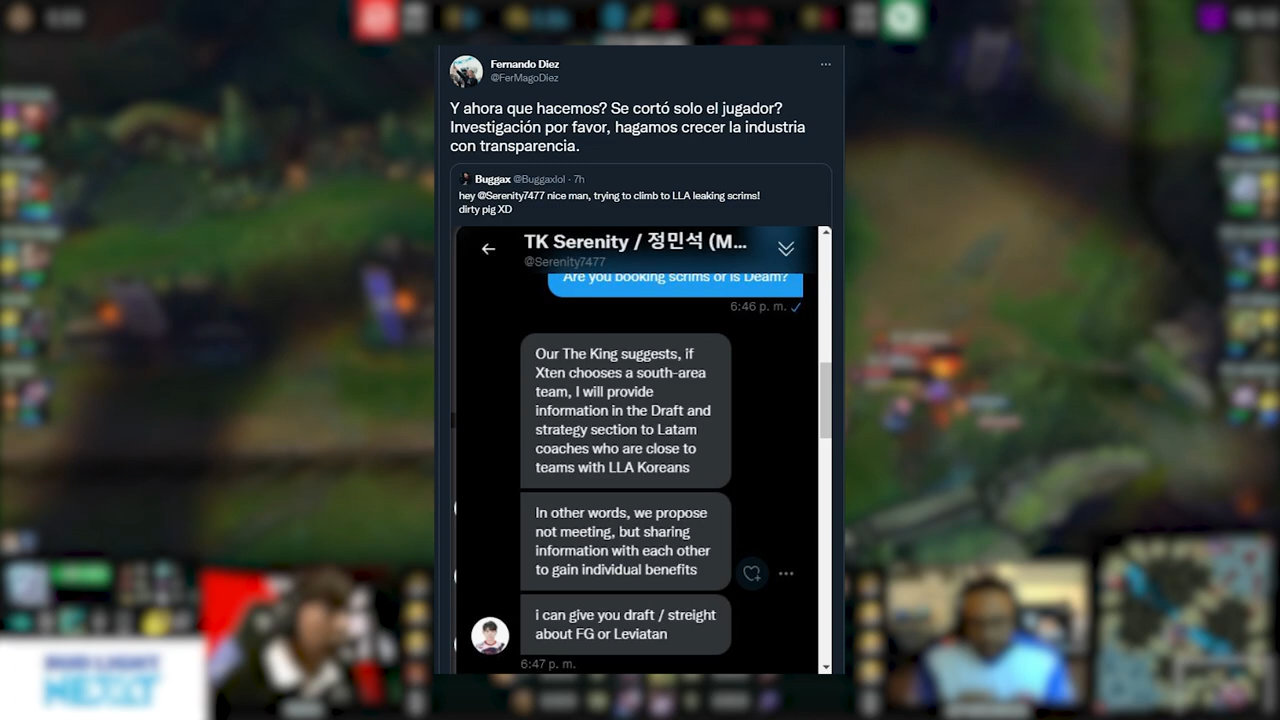 Fernando Diez
@FerMagoDiez
Y ahora que hacemos? Se cortó solo el jugador?
Investigación por favor, hagamos crecer la industria
con transparencia.
Buggax @Buggaxlol · 7h
hey @Serenity7477 nice man, trying to climb to LLA leaking scrims!
dirty pig XD
TK Serenity / 정민석 (M...
@Serenity7477
Are you booking scrims or is Deam?
6:46 p. m.
Our The King suggests, if
Xten chooses a south-area
team, I will provide
information in the Draft and
strategy section to Latam
coaches who are close to
teams with LLA Koreans
In other words, we propose
not meeting, but sharing
information with each other
to gain individual benefits
i can give you draft / streight
about FG or Leviatan
6:47 p. m.
BUD LIGHT
NEXT